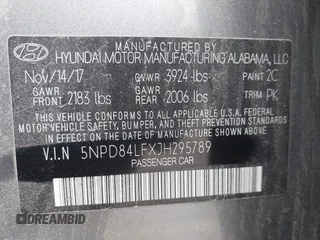 HYUNDAI MOTOR MANUFACTURING ALABAMA, LLC
Nov/14/17 GVWR 3924 lbs PAINT 2C
GAWR FRONT 2183 lbs GAWR REAR 2006 lbs TRIM PK
THIS VEHICLE CONFORMS TO ALL APPLICABLE U.S.A FEDERAL
MOTOR VEHICLE SAFETY, BUMPER, AND THEFT PREVENTION
STANDARDS IN EFFECT ON THE DATE OF MANUFACTURE SHOWN ABOVE.
V.I.N 5NPD84LFXJH295789
PASSENGER CAR
DREAMBID